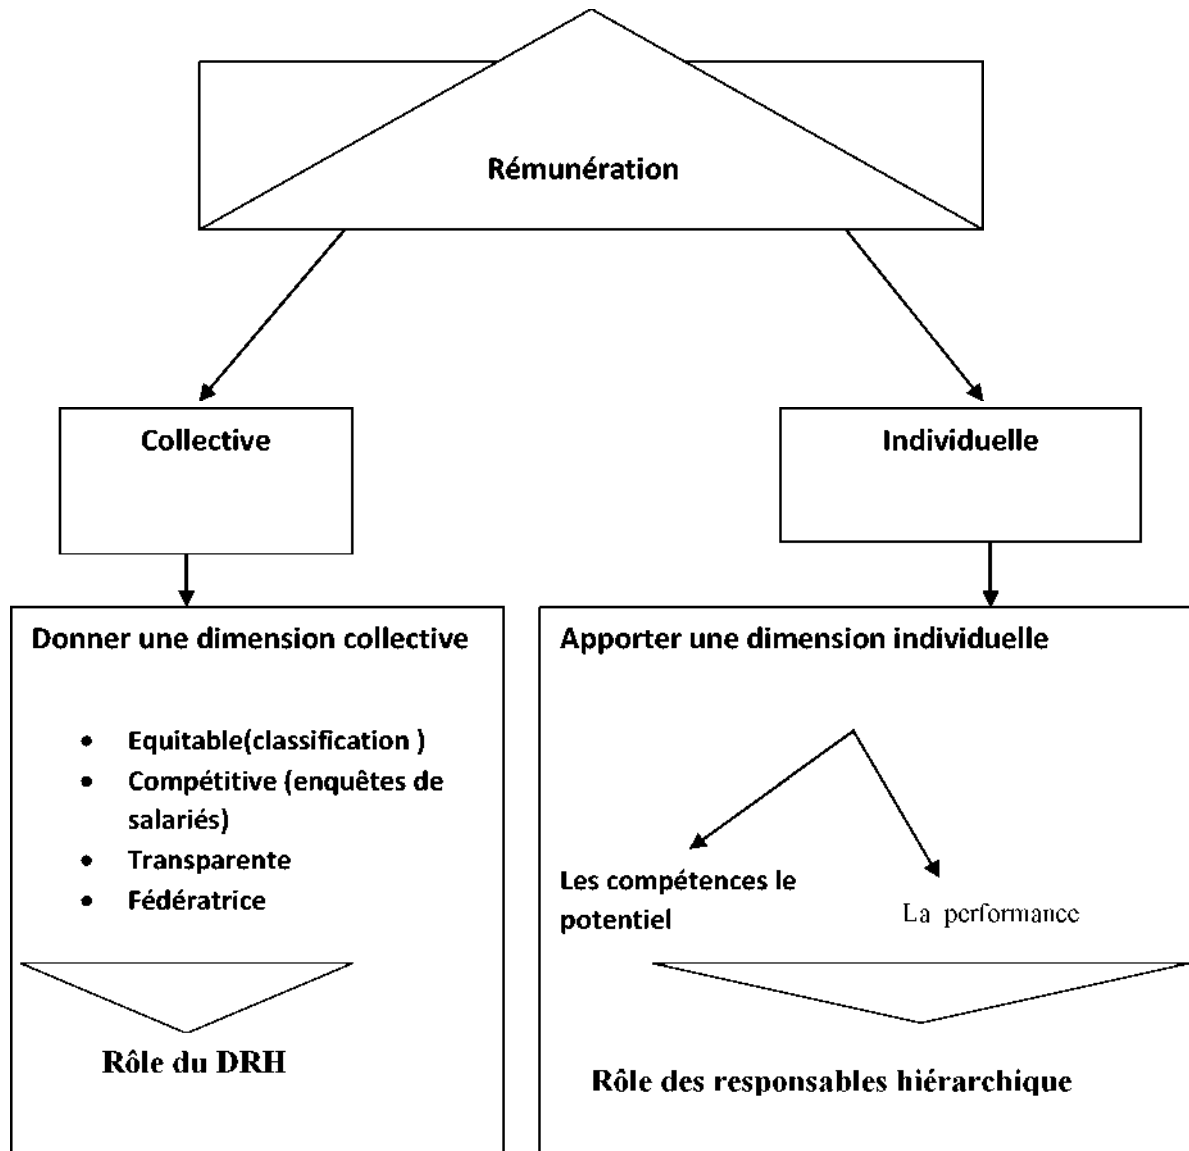 Rémunération
Collective
Individuelle
Donner une dimension collective
• Equitable(classification )
• Compétitive (enquêtes de
salariés)
• Transparente
• Fédératrice
Rôle du DRH
Apporter une dimension individuelle
Les compétences le
potentiel
La performance
Rôle des responsables hiérarchique